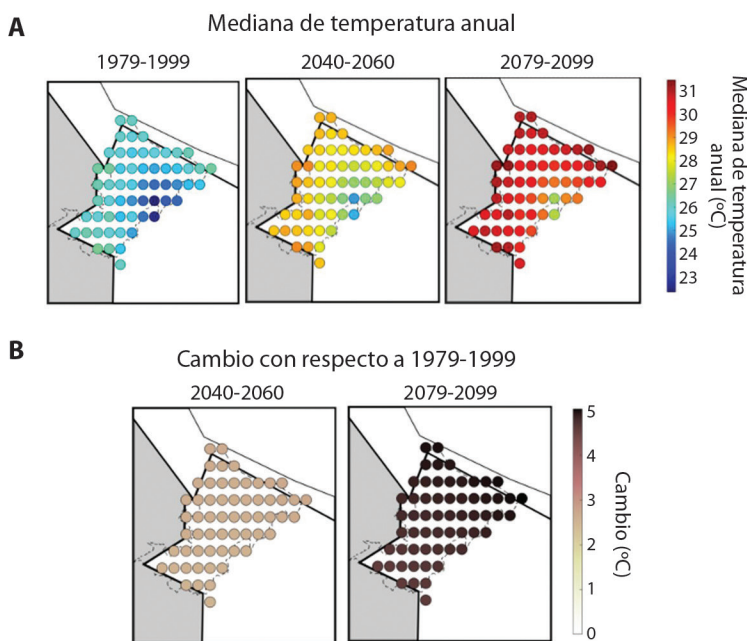 A
Mediana de temperatura anual
1979-1999
2040-2060
2079-2099
31
30
29
28
27
26
25
24
23
Mediana de temperatura
anual (ºC)
B
Cambio con respecto a 1979-1999
2040-2060
2079-2099
5
4
3
2
1
0
Cambio (ºC)